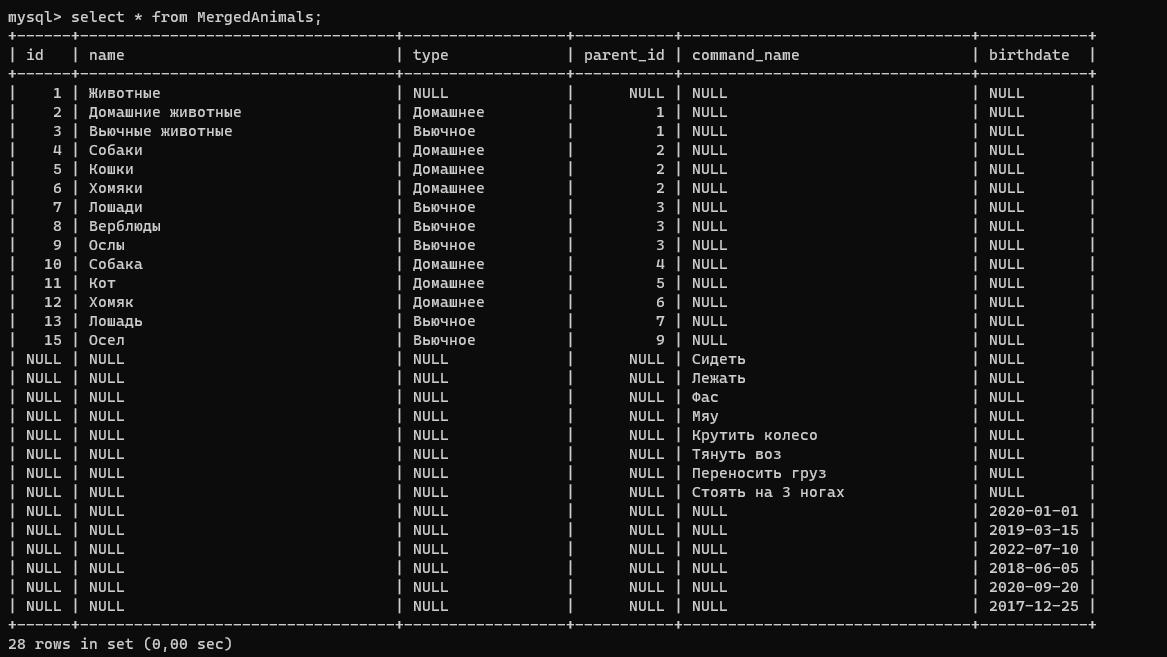 mysql> select * from MergedAnimals;
+------+-----------------------------------+------------------+-----------+--------------------------------+------------+
| id   | name                              | type             | parent_id | command_name                   | birthdate  |
+------+-----------------------------------+------------------+-----------+--------------------------------+------------+
|    1 | Животные                          | NULL             |      NULL | NULL                           | NULL       |
|    2 | Домашние животные                 | Домашнее         |         1 | NULL                           | NULL       |
|    3 | Вьючные животные                  | Вьючное          |         1 | NULL                           | NULL       |
|    4 | Собаки                            | Домашнее         |         2 | NULL                           | NULL       |
|    5 | Кошки                             | Домашнее         |         2 | NULL                           | NULL       |
|    6 | Хомяки                            | Домашнее         |         2 | NULL                           | NULL       |
|    7 | Лошади                            | Вьючное          |         3 | NULL                           | NULL       |
|    8 | Верблюды                          | Вьючное          |         3 | NULL                           | NULL       |
|    9 | Ослы                              | Вьючное          |         3 | NULL                           | NULL       |
|   10 | Собака                            | Домашнее         |         4 | NULL                           | NULL       |
|   11 | Кот                               | Домашнее         |         5 | NULL                           | NULL       |
|   12 | Хомяк                             | Домашнее         |         6 | NULL                           | NULL       |
|   13 | Лошадь                            | Вьючное          |         7 | NULL                           | NULL       |
|   15 | Осел                              | Вьючное          |         9 | NULL                           | NULL       |
| NULL | NULL                              | NULL             |      NULL | Сидеть                         | NULL       |
| NULL | NULL                              | NULL             |      NULL | Лежать                         | NULL       |
| NULL | NULL                              | NULL             |      NULL | Фас                            | NULL       |
| NULL | NULL                              | NULL             |      NULL | Мяу                            | NULL       |
| NULL | NULL                              | NULL             |      NULL | Крутить колесо                 | NULL       |
| NULL | NULL                              | NULL             |      NULL | Тянуть воз                     | NULL       |
| NULL | NULL                              | NULL             |      NULL | Переносить груз                | NULL       |
| NULL | NULL                              | NULL             |      NULL | Стоять на 3 ногах              | NULL       |
| NULL | NULL                              | NULL             |      NULL | NULL                           | 2020-01-01 |
| NULL | NULL                              | NULL             |      NULL | NULL                           | 2019-03-15 |
| NULL | NULL                              | NULL             |      NULL | NULL                           | 2022-07-10 |
| NULL | NULL                              | NULL             |      NULL | NULL                           | 2018-06-05 |
| NULL | NULL                              | NULL             |      NULL | NULL                           | 2020-09-20 |
| NULL | NULL                              | NULL             |      NULL | NULL                           | 2017-12-25 |
+------+-----------------------------------+------------------+-----------+--------------------------------+------------+
28 rows in set (0,00 sec)